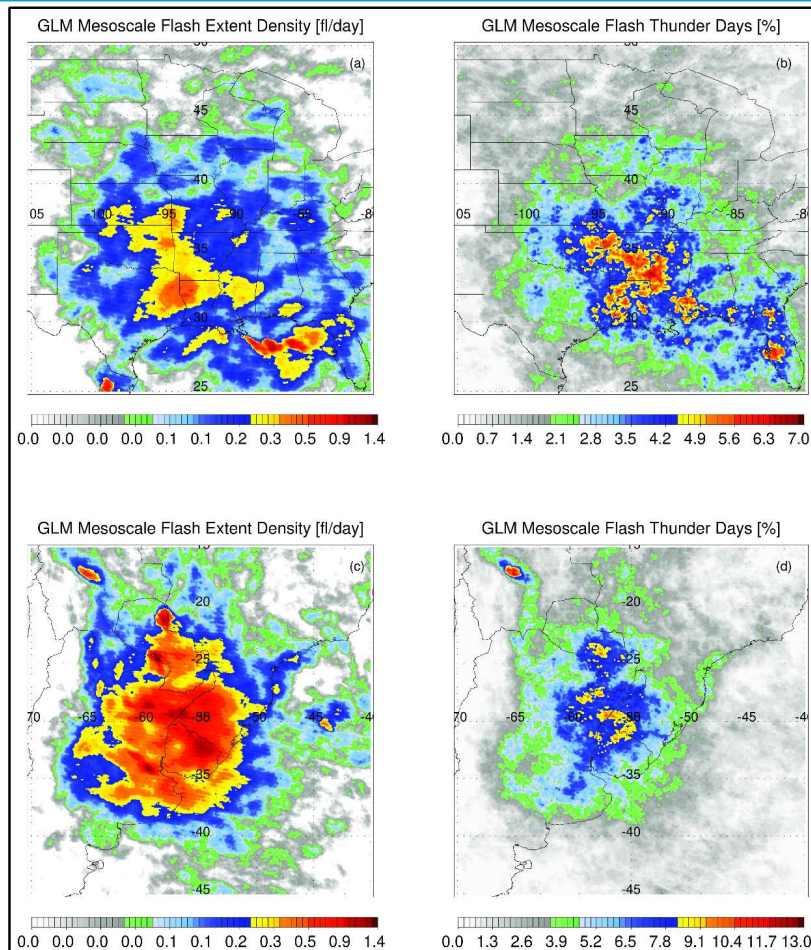 GLM Mesoscale Flash Extent Density [fl/day]
GLM Mesoscale Flash Thunder Days [%]
(a)
45
40
05 -100 -95 -90 -85 -80
35
30
25
0.0 0.0 0.0 0.0 0.1 0.1 0.2 0.3 0.5 0.9 1.4
(b)
45
40
05 -100 -95 -90 -85 -8
35
30
25
0.0 0.7 1.4 2.1 2.8 3.5 4.2 4.9 5.6 6.3 7.0
GLM Mesoscale Flash Extent Density [fl/day]
GLM Mesoscale Flash Thunder Days [%]
(c)
-20
-25
70 -65 -60 -50 -45 -4
-35
-40
-45
0.0 0.0 0.0 0.0 0.1 0.1 0.2 0.3 0.5 0.9 1.4
(d)
-20
-25
70 -65 -60 -50 -45 -4
-35
-40
-45
0.0 1.3 2.6 3.9 5.2 6.5 7.8 9.1 10.4 11.7 13.